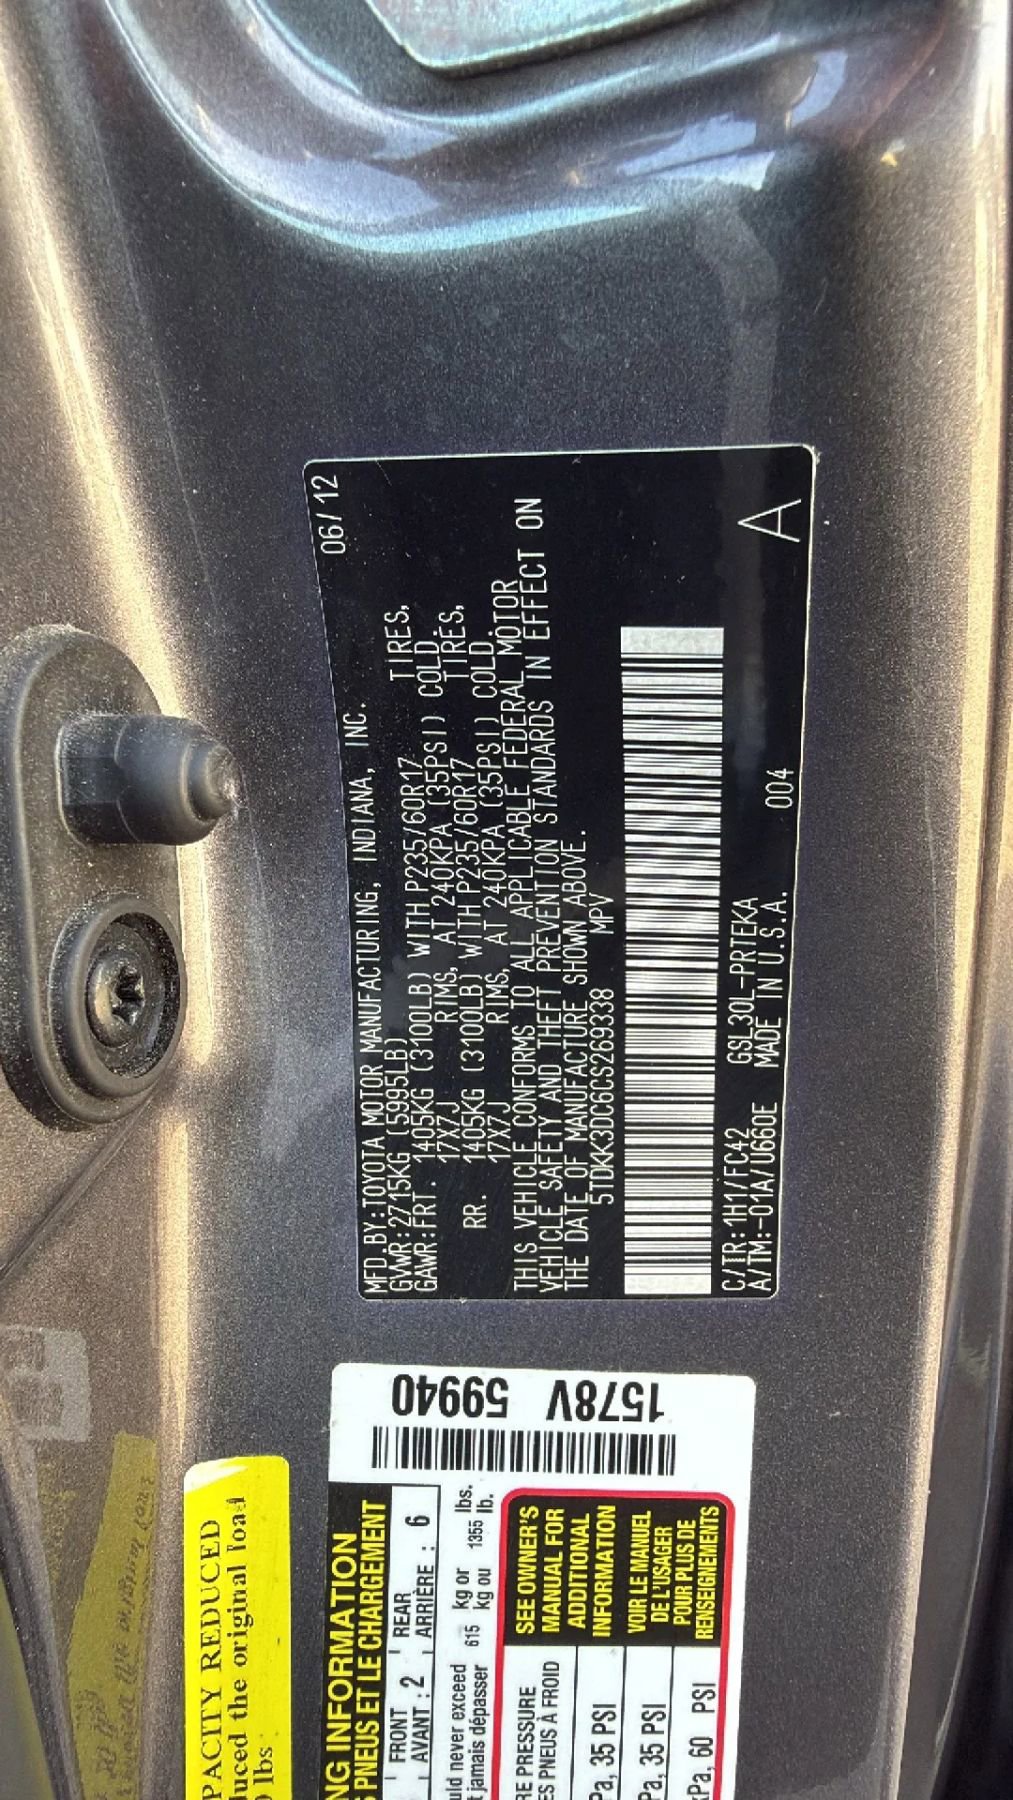 06/12
MFD.BY:TOYOTA MOTOR MANUFACTURING, INDIANA, INC.
GVWR:2715KG (5995LB)
GAWR:FRT. 1405KG (3100LB) WITH P235/60R17 TIRES,
17X7J RIMS, AT 240KPA (35PSI) COLD.
RR. 1405KG (3100LB) WITH P235/60R17 TIRES,
17X7J RIMS, AT 240KPA (35PSI) COLD.
THIS VEHICLE CONFORMS TO ALL APPLICABLE FEDERAL MOTOR
VEHICLE SAFETY AND THEFT PREVENTION STANDARDS IN EFFECT ON
THE DATE OF MANUFACTURE SHOWN ABOVE.
5TDKK3DC6CS269338 MPV
C/TR:1H1/FC42 GSL30L-PRTEKA 004
A/TM:-01A/U660E MADE IN U.S.A. A
59940 1578V
NG INFORMATION
PNEUS ET LE CHARGEMENT
FRONT AVANT : 2 REAR ARRIÈRE : 6
uld never exceed 615 kg or 1355 lbs.
t jamais dépasser kg ou lb.
RE PRESSURE
ES PNEUS À FROID
Pa, 35 PSI
Pa, 35 PSI
kPa, 60 PSI
SEE OWNER'S
MANUAL FOR
ADDITIONAL
INFORMATION
VOIR LE MANUEL
DE L'USAGER
POUR PLUS DE
RENSEIGNEMENTS
PACITY REDUCED
duced the original load
lbs